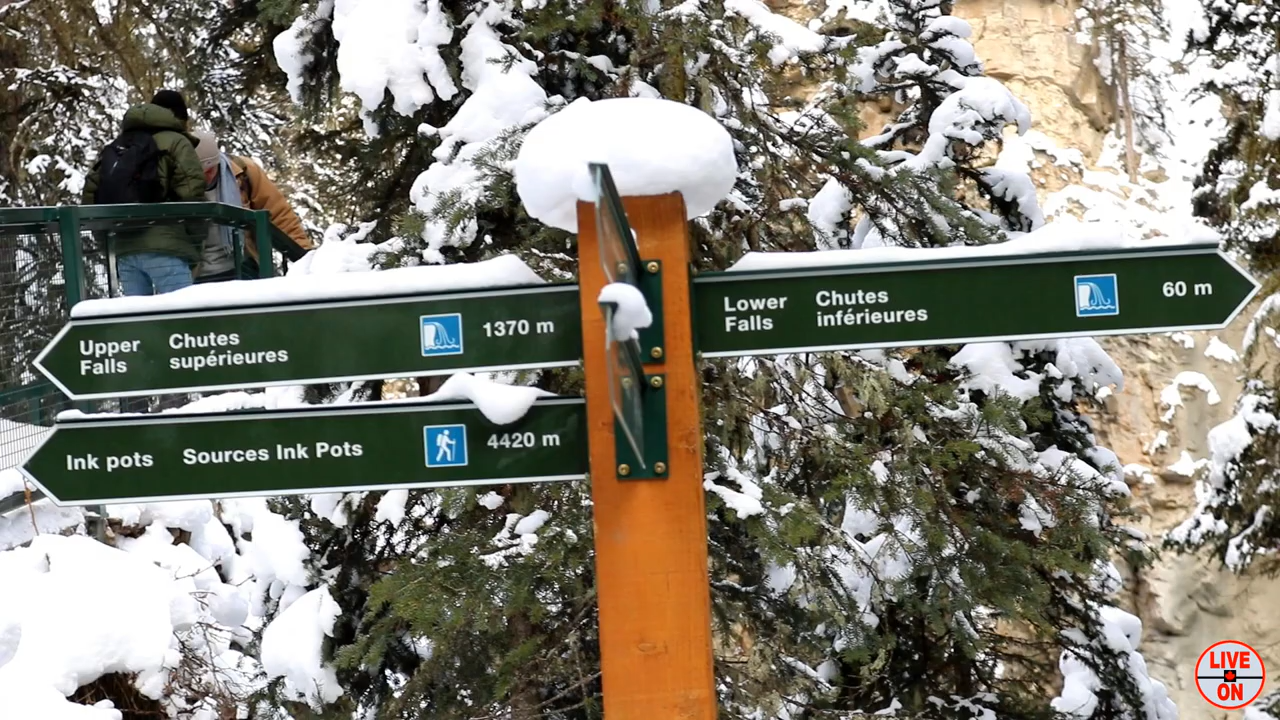 Upper Falls
Chutes supérieures
1370 m
Ink pots
Sources Ink Pots
4420 m
Lower Falls
Chutes inférieures
60 m
LIVE
ON